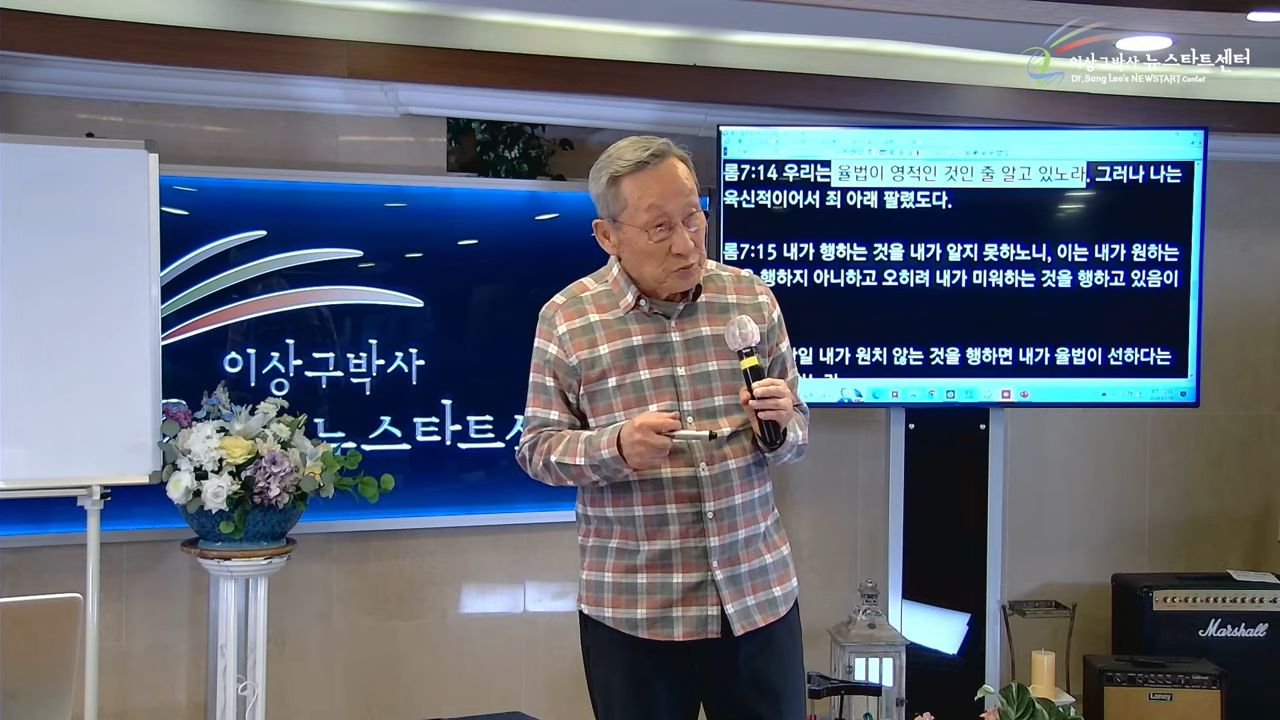 이상구박사 뉴스타트센터
Dr.Sang Lee's NEWSTART Center
롬7:14 우리는 율법이 영적인 것인 줄 알고 있노라, 그러나 나는
육신적이어서 죄 아래 팔렸도다.
롬7:15 내가 행하는 것을 내가 알지 못하노니, 이는 내가 원하는
행하지 아니하고 오히려 내가 미워하는 것을 행하고 있음이
내가 원치 않는 것을 행하면 내가 율법이 선하다는
이상구박사
뉴스타트
Marshall
Laney